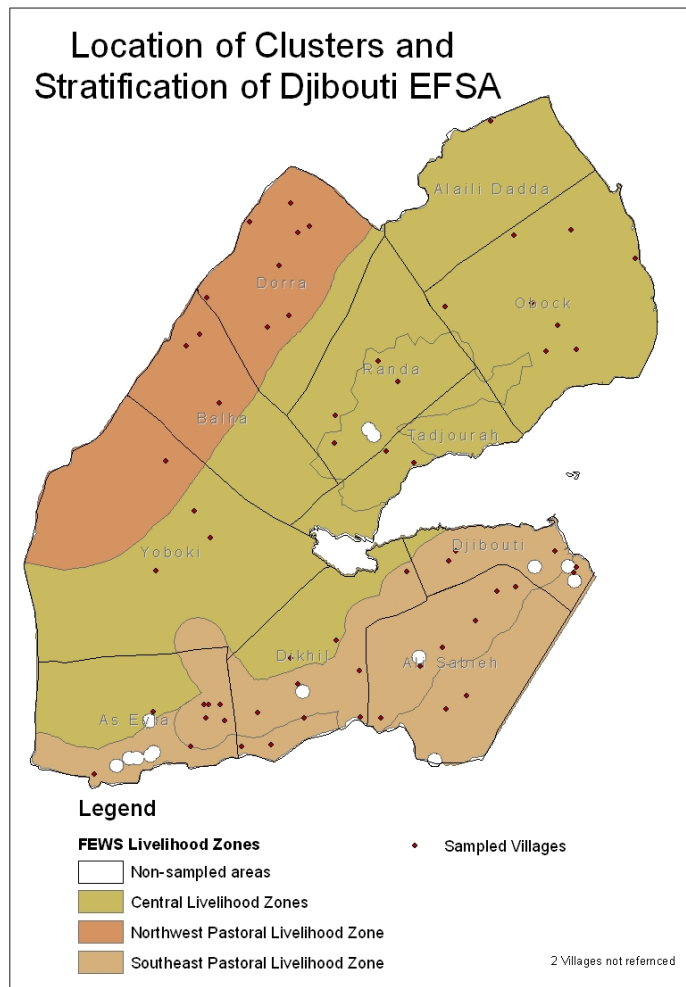 Location of Clusters and
Stratification of Djibouti EFSA
Alaili Dadda
Dorra
Obock
Randa
Balha
Tadjourah
Djibouti
Yoboki
Dikhil
Ali Sabieh
As Eyla
Legend
FEWS Livelihood Zones
Sampled Villages
Non-sampled areas
Central Livelihood Zones
Northwest Pastoral Livelihood Zone
Southeast Pastoral Livelihood Zone
2 Villages not refernced